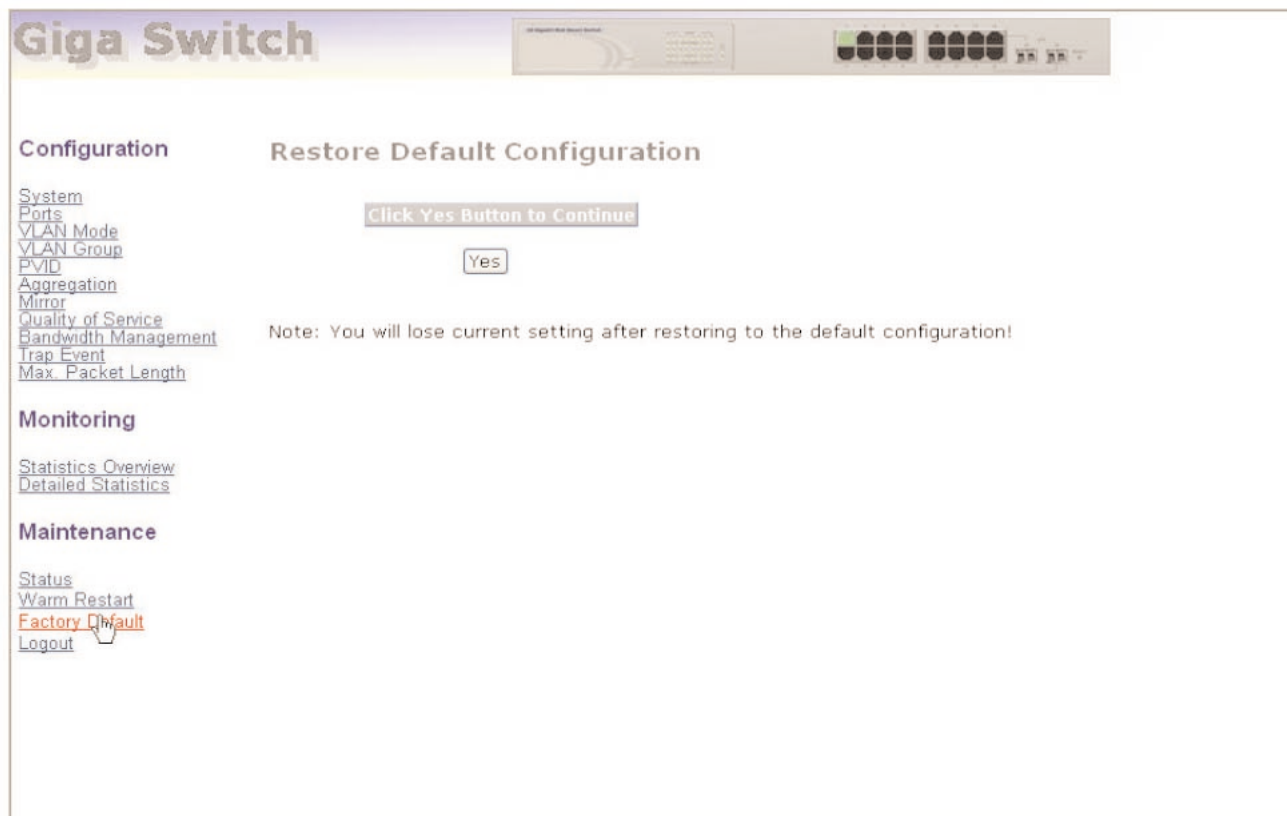 Giga Switch
Configuration
System
Ports
VLAN Mode
VLAN Group
PVID
Aggregation
Mirror
Quality of Service
Bandwidth Management
Trap Event
Max. Packet Length
Monitoring
Statistics Overview
Detailed Statistics
Maintenance
Status
Warm Restart
Factory Default
Logout
Restore Default Configuration
Click Yes Button to Continue
Yes
Note: You will lose current setting after restoring to the default configuration!